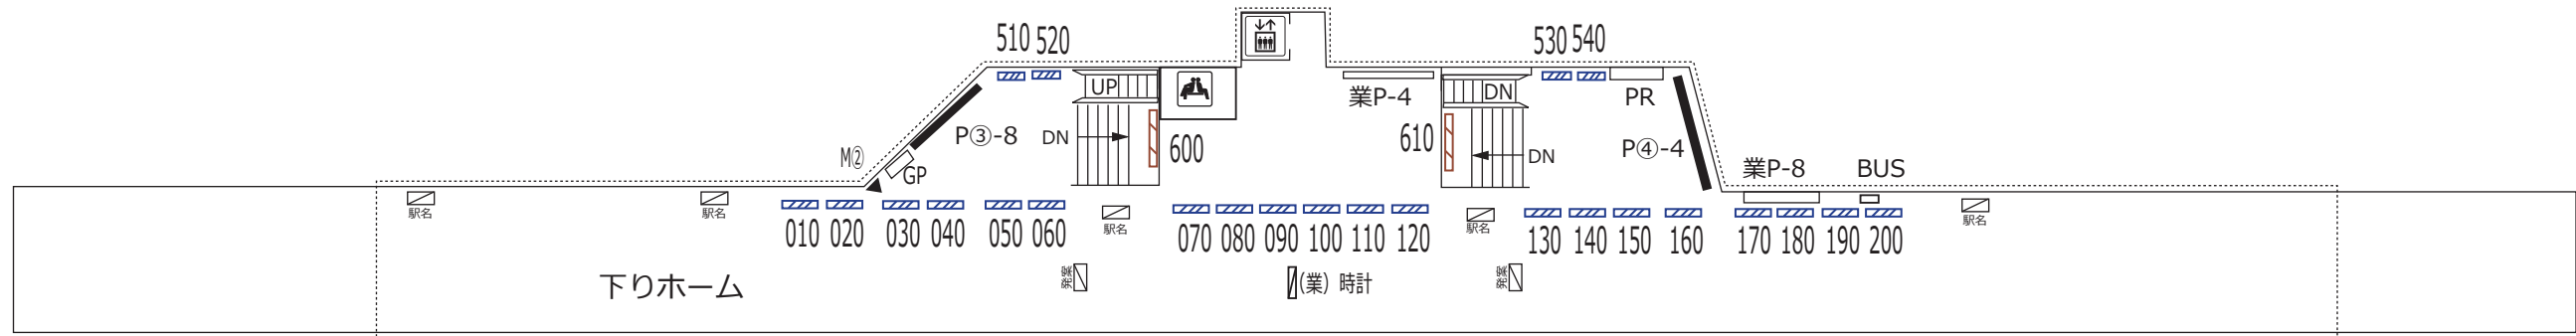 510 520
530 540
UP
業P-4
DN
PR
P③-8
DN
600
610
DN
P④-4
M②
GP
業P-8
BUS
駅名
駅名
010 020 030 040 050 060
駅名
070 080 090 100 110 120
駅名
130 140 150 160 170 180 190 200
駅名
下りホーム
発案
(業) 時計
発案